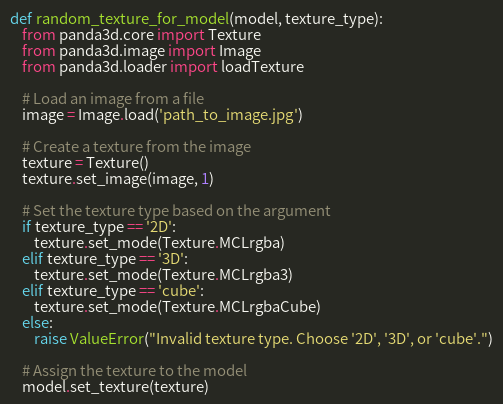 def random_texture_for_model(model, texture_type):
from panda3d.core import Texture
from panda3d.image import Image
from panda3d.loader import loadTexture
# Load an image from a file
image = Image.load('path_to_image.jpg')
# Create a texture from the image
texture = Texture()
texture.set_image(image, 1)
# Set the texture type based on the argument
if texture_type == '2D':
texture.set_mode(Texture.MCLrgba)
elif texture_type == '3D':
texture.set_mode(Texture.MCLrgba3)
elif texture_type == 'cube':
texture.set_mode(Texture.MCLrgbaCube)
else:
raise ValueError("Invalid texture type. Choose '2D', '3D', or 'cube'.")
# Assign the texture to the model
model.set_texture(texture)